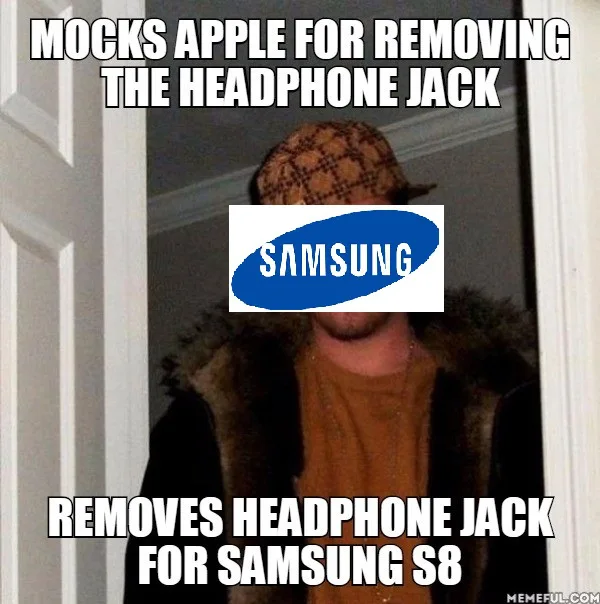 MOCKS APPLE FOR REMOVING
THE HEADPHONE JACK
SAMSUNG
REMOVES HEADPHONE JACK
FOR SAMSUNG S8
MEMEFUL.COM